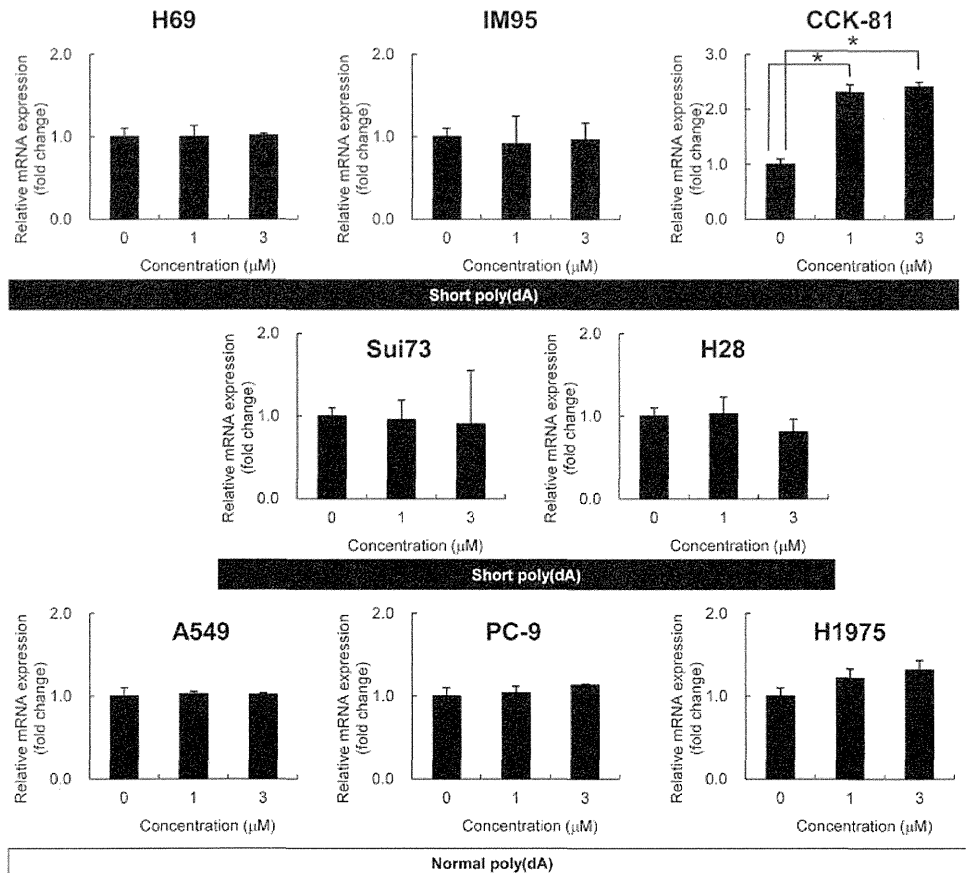 H69
IM95
CCK-81
Relative mRNA expression
(fold change)
2.0
1.0
0.0
0 1 3
Concentration (μM)
Relative mRNA expression
(fold change)
2.0
1.0
0.0
0 1 3
Concentration (μM)
Relative mRNA expression
(fold change)
3.0
2.0
1.0
0.0
*
*
0 1 3
Concentration (μM)
Short poly(dA)
Sui73
H28
Relative mRNA expression
(fold change)
2.0
1.0
0.0
0 1 3
Concentration (μM)
Relative mRNA expression
(fold change)
2.0
1.0
0.0
0 1 3
Concentration (μM)
Short poly(dA)
A549
PC-9
H1975
Relative mRNA expression
(fold change)
2.0
1.0
0.0
0 1 3
Concentration (μM)
Relative mRNA expression
(fold change)
2.0
1.0
0.0
0 1 3
Concentration (μM)
Relative mRNA expression
(fold change)
2.0
1.0
0.0
0 1 3
Concentration (μM)
Normal poly(dA)